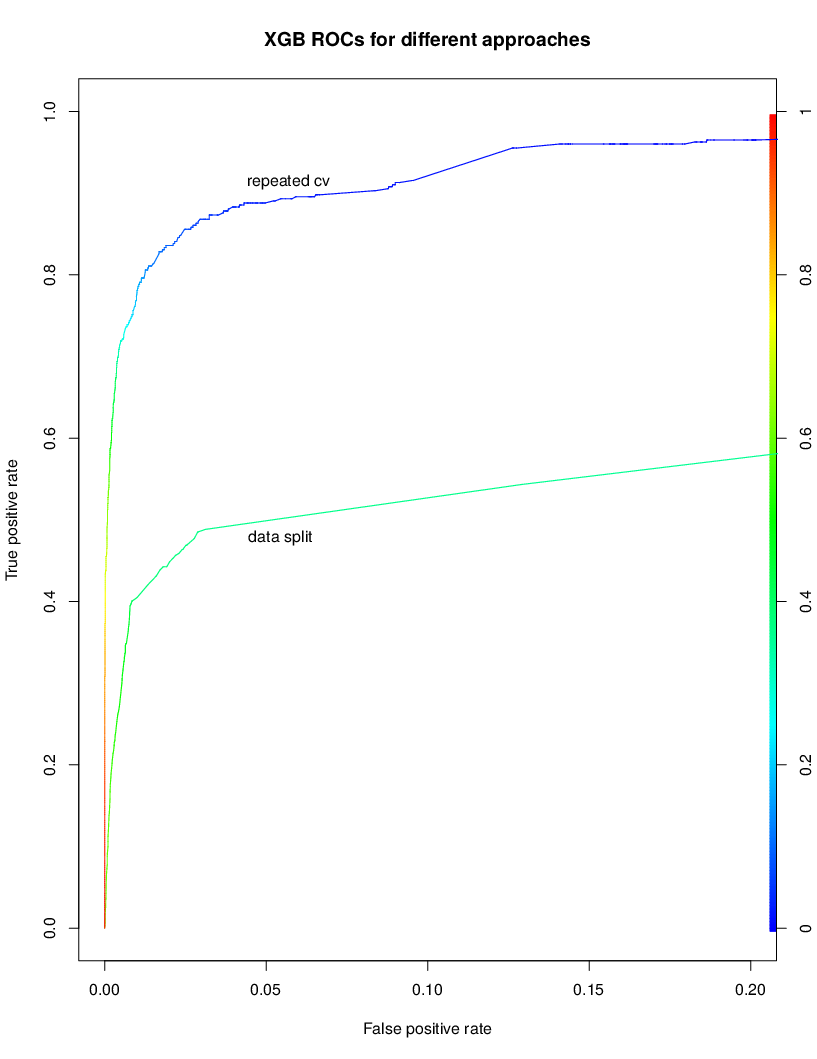 XGB ROCs for different approaches
True positive rate
1.0
0.8
0.6
0.4
0.2
0.0
repeated cv
data split
1
0.8
0.6
0.4
0.2
0
0.00 0.05 0.10 0.15 0.20
False positive rate